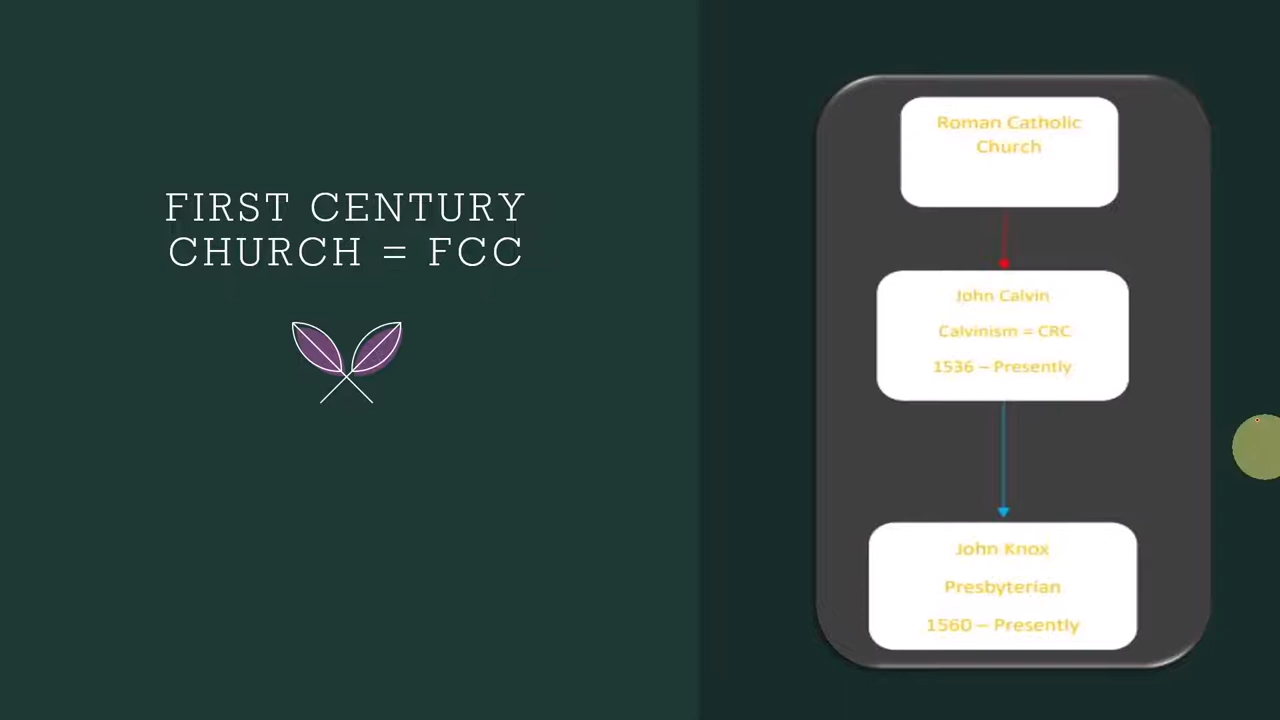 FIRST CENTURY
CHURCH = FCC
Roman Catholic
Church
John Calvin
Calvinism = CRC
1536 – Presently
John Knox
Presbyterian
1560 – Presently